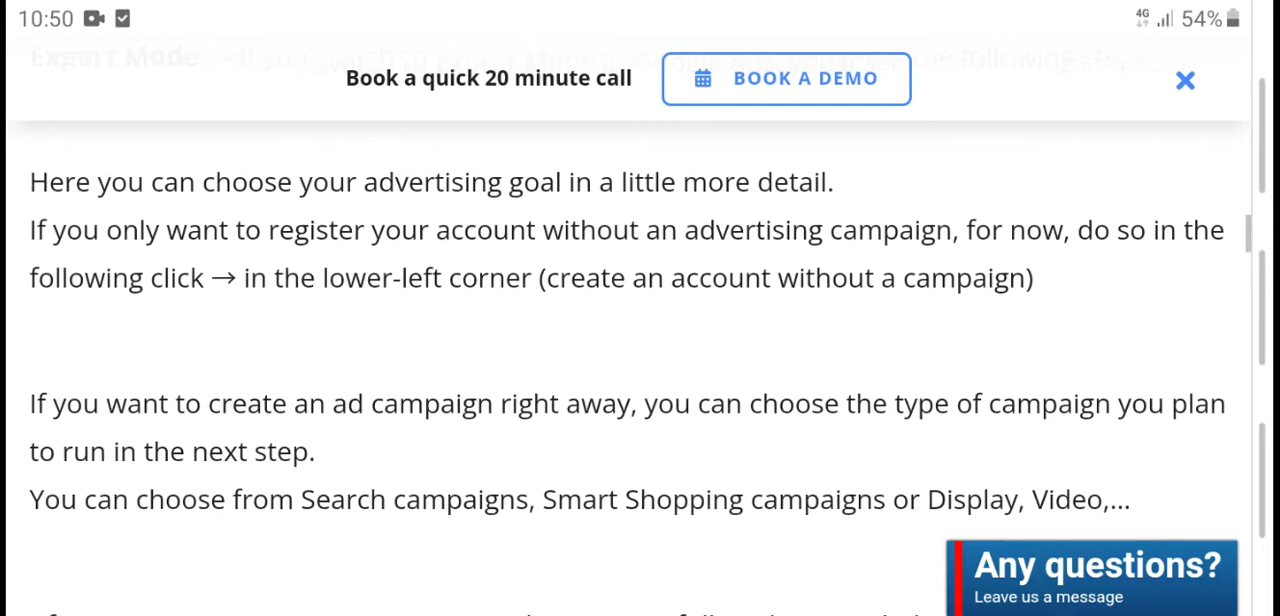 10:50
4G
54%
Expert Mode
Book a quick 20 minute call
BOOK A DEMO
Here you can choose your advertising goal in a little more detail.
If you only want to register your account without an advertising campaign, for now, do so in the
following click → in the lower-left corner (create an account without a campaign)
If you want to create an ad campaign right away, you can choose the type of campaign you plan
to run in the next step.
You can choose from Search campaigns, Smart Shopping campaigns or Display, Video,...
Any questions?
Leave us a message